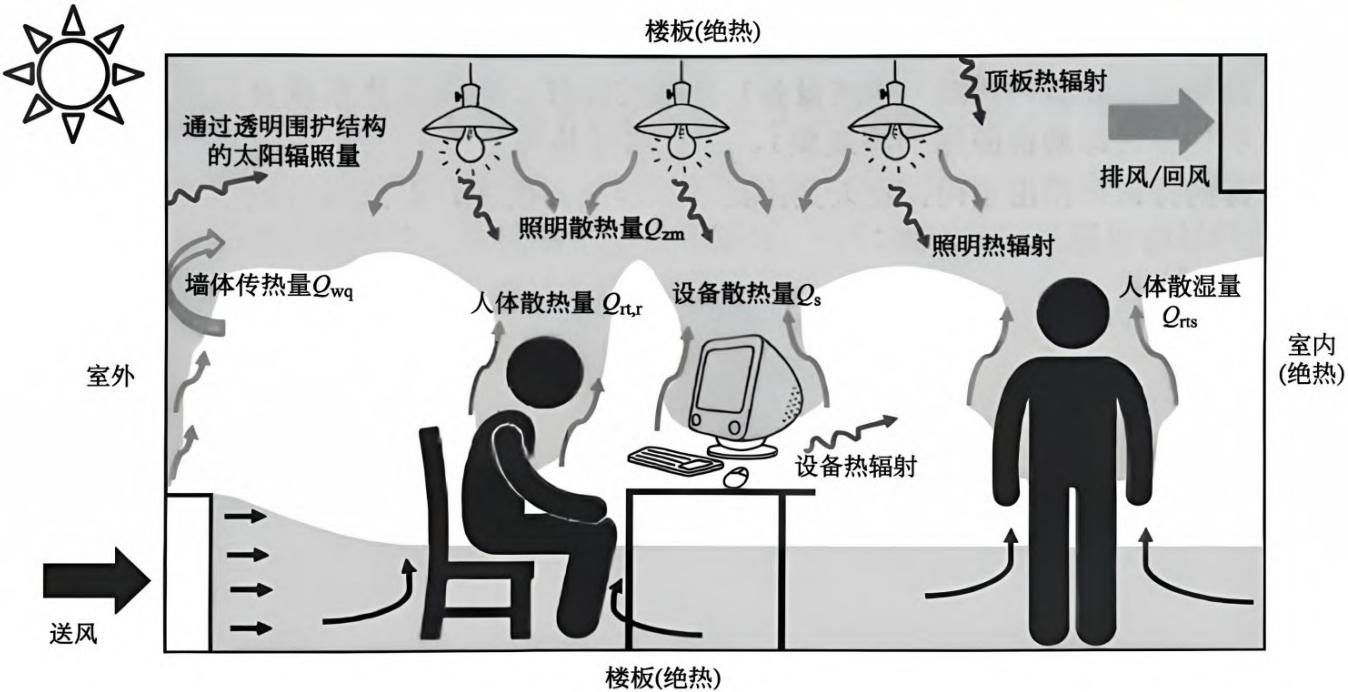 楼板(绝热)
顶板热辐射
通过透明围护结构
的太阳辐照量
排风/回风
照明散热量Qzm
照明热辐射
墙体传热量Qwq
人体散热量 Qrt,r
设备散热量Qs
人体散湿量
Qrts
室外
室内
(绝热)
设备热辐射
送风
楼板(绝热)